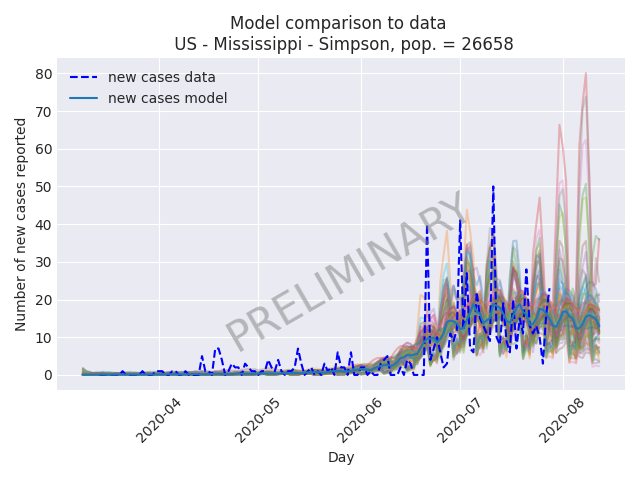 Model comparison to data
US - Mississippi - Simpson, pop. = 26658
new cases data
new cases model
Number of new cases reported
80
70
60
50
40
30
20
10
0
PRELIMINARY
2020-04
2020-05
2020-06
2020-07
2020-08
Day